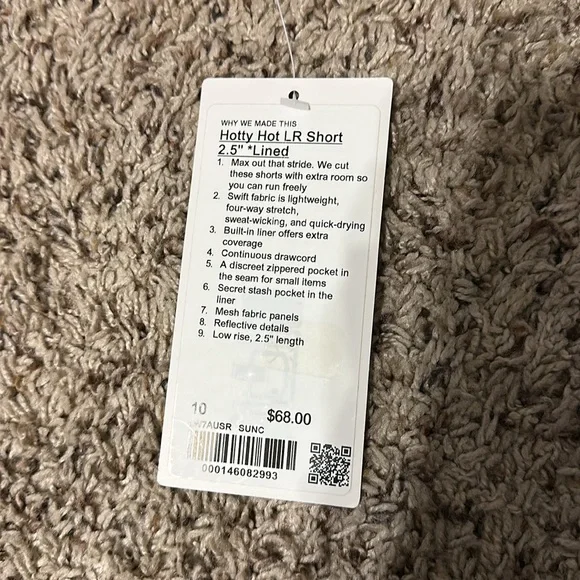 WHY WE MADE THIS
Hotty Hot LR Short
2.5" *Lined
1. Max out that stride. We cut
these shorts with extra room so
you can run freely
2. Swift fabric is lightweight,
four-way stretch,
sweat-wicking, and quick-drying
3. Built-in liner offers extra
coverage
4. Continuous drawcord
5. A discreet zippered pocket in
the seam for small items
6. Secret stash pocket in the
liner
7. Mesh fabric panels
8. Reflective details
9. Low rise, 2.5" length
10 $68.00
SUNC
000146082993